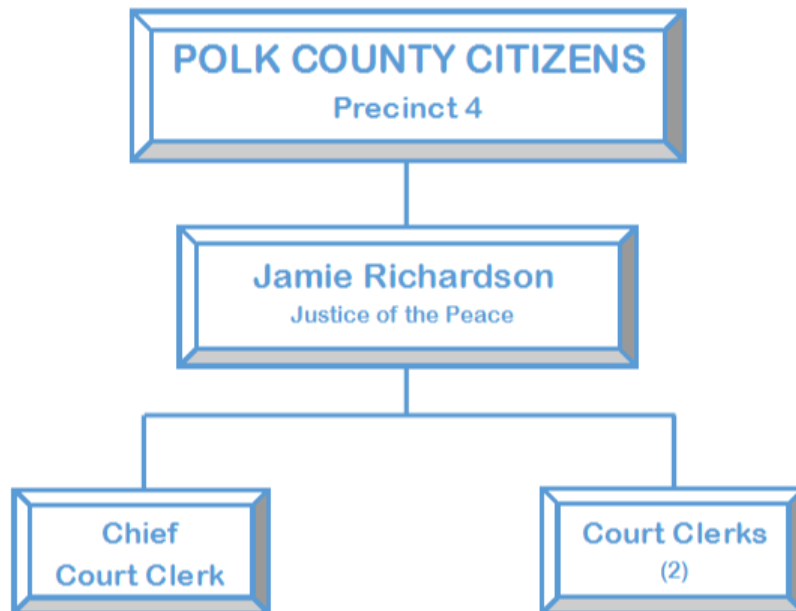 POLK COUNTY CITIZENS
Precinct 4
Jamie Richardson
Justice of the Peace
Chief
Court Clerk
Court Clerks
(2)